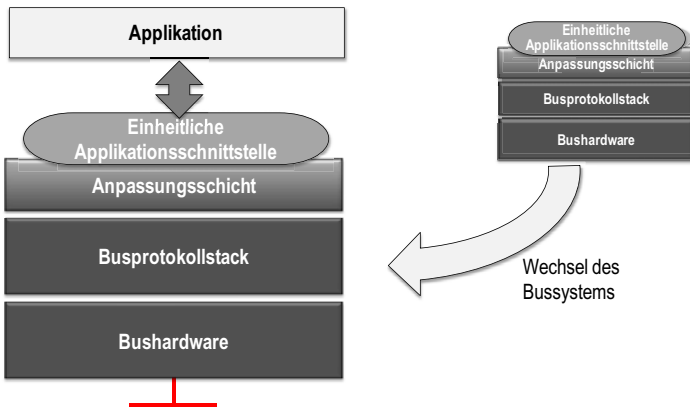 Applikation
Einheitliche
Applikationsschnittstelle
Anpassungsschicht
Busprotokollstack
Bushardware
Einheitliche
Applikationsschnittstelle
Anpassungsschicht
Busprotokollstack
Bushardware
Wechsel des
Bussystems